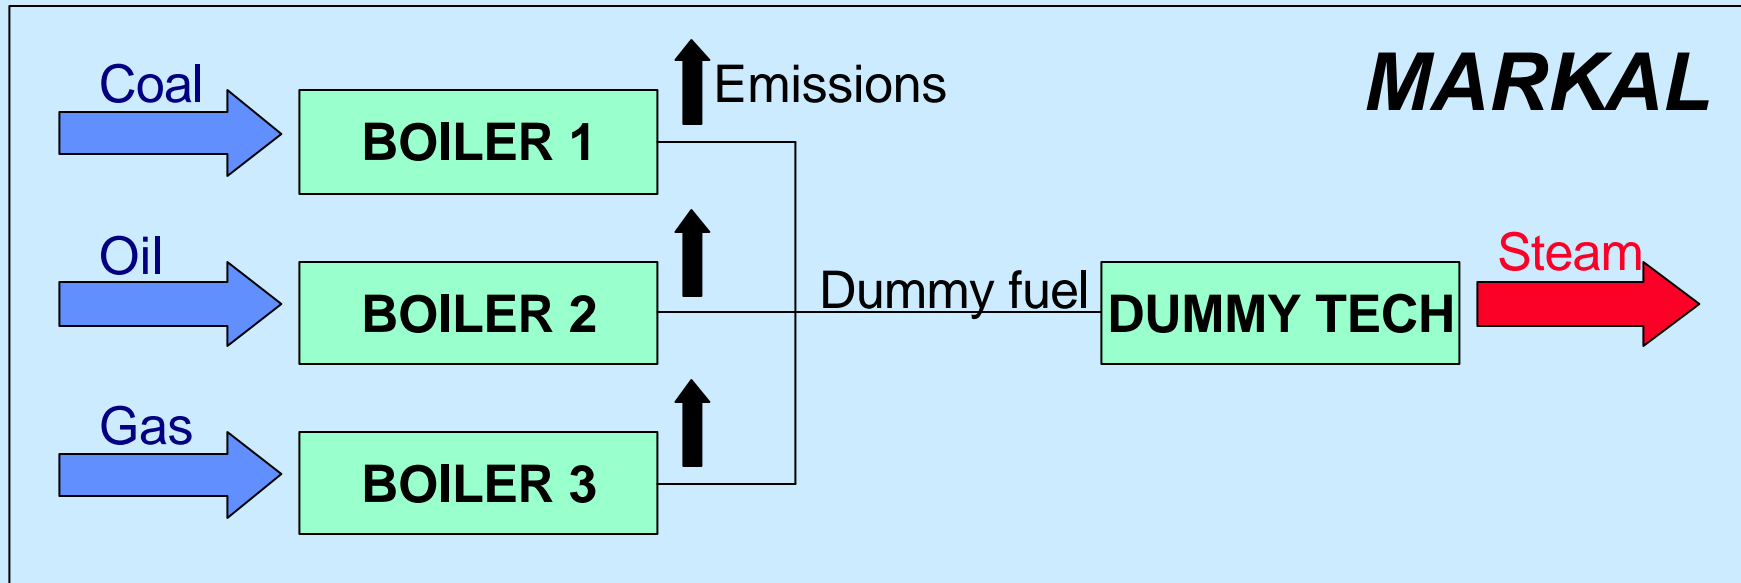 MARKAL
Coal
BOILER 1
Emissions
Oil
BOILER 2
Dummy fuel
DUMMY TECH
Steam
Gas
BOILER 3